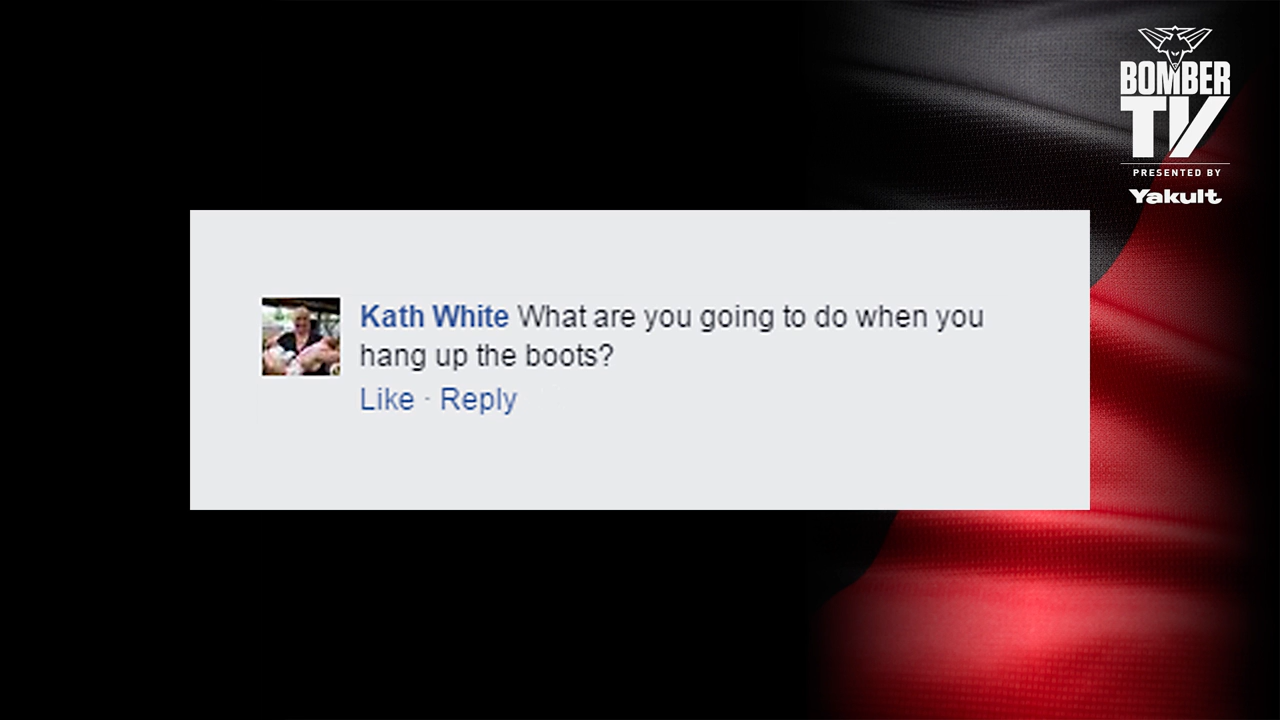 BOMBER
TV
PRESENTED BY
Yakult
Kath White What are you going to do when you
hang up the boots?
Like · Reply